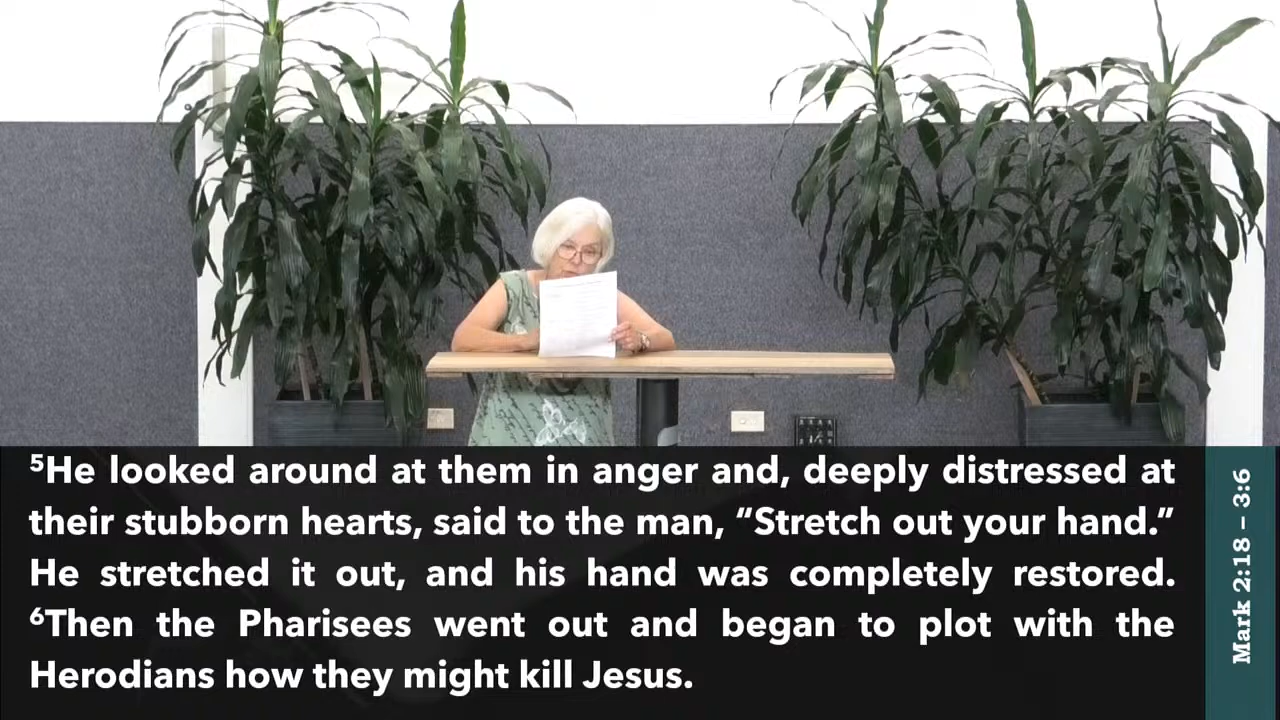 ⁵He looked around at them in anger and, deeply distressed at
their stubborn hearts, said to the man, “Stretch out your hand.”
He stretched it out, and his hand was completely restored.
⁶Then the Pharisees went out and began to plot with the
Herodians how they might kill Jesus.
Mark 2:18 – 3:6